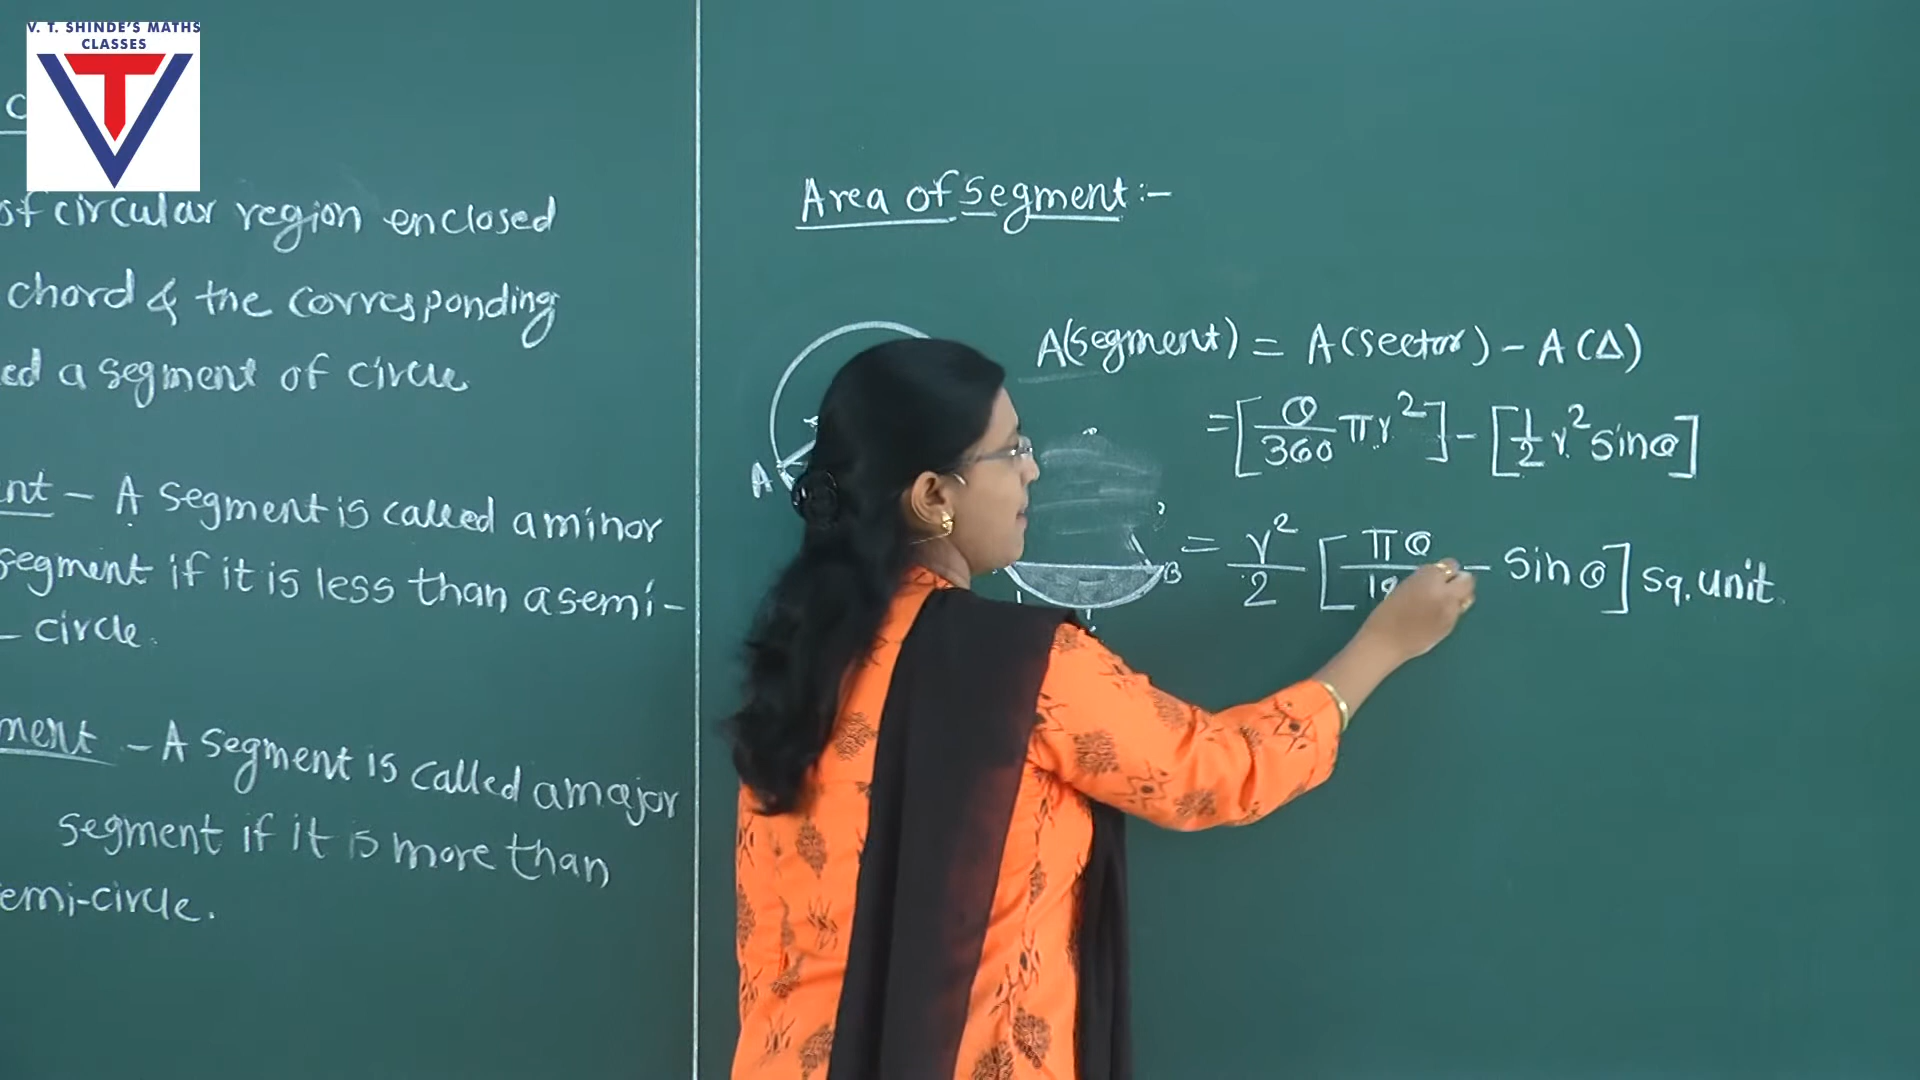 V. T. SHINDE'S MATHS
CLASSES
of circular region enclosed
chord & the corresponding
ed a segment of circle
nt - A segment is called a minor
segment if it is less than a semi-
- circle.
ment - A segment is called a major
segment if it is more than
emi-circle.
Area of segment :-
A(segment) = A(sector) - A(Δ)
= [θ/360 πr²] - [1/2 r² sinθ]
= r²/2 [πθ/18 - sinθ] sq. unit.
A
B